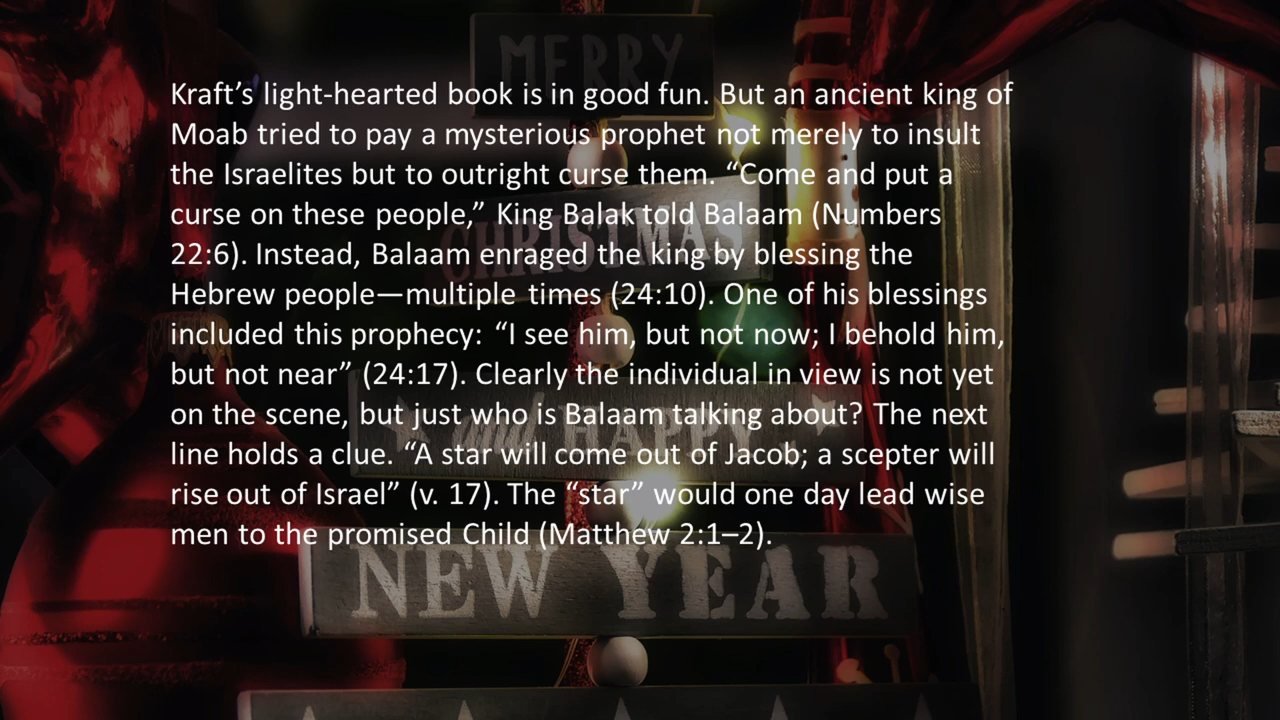 MERRY
Kraft’s light-hearted book is in good fun. But an ancient king of
Moab tried to pay a mysterious prophet not merely to insult
the Israelites but to outright curse them. “Come and put a
curse on these people,” King Balak told Balaam (Numbers
22:6). Instead, Balaam enraged the king by blessing the
Hebrew people—multiple times (24:10). One of his blessings
included this prophecy: “I see him, but not now; I behold him,
but not near” (24:17). Clearly the individual in view is not yet
on the scene, but just who is Balaam talking about? The next
line holds a clue. “A star will come out of Jacob; a scepter will
rise out of Israel” (v. 17). The “star” would one day lead wise
men to the promised Child (Matthew 2:1–2).
CHRISTMAS
and HAPPY
NEW YEAR